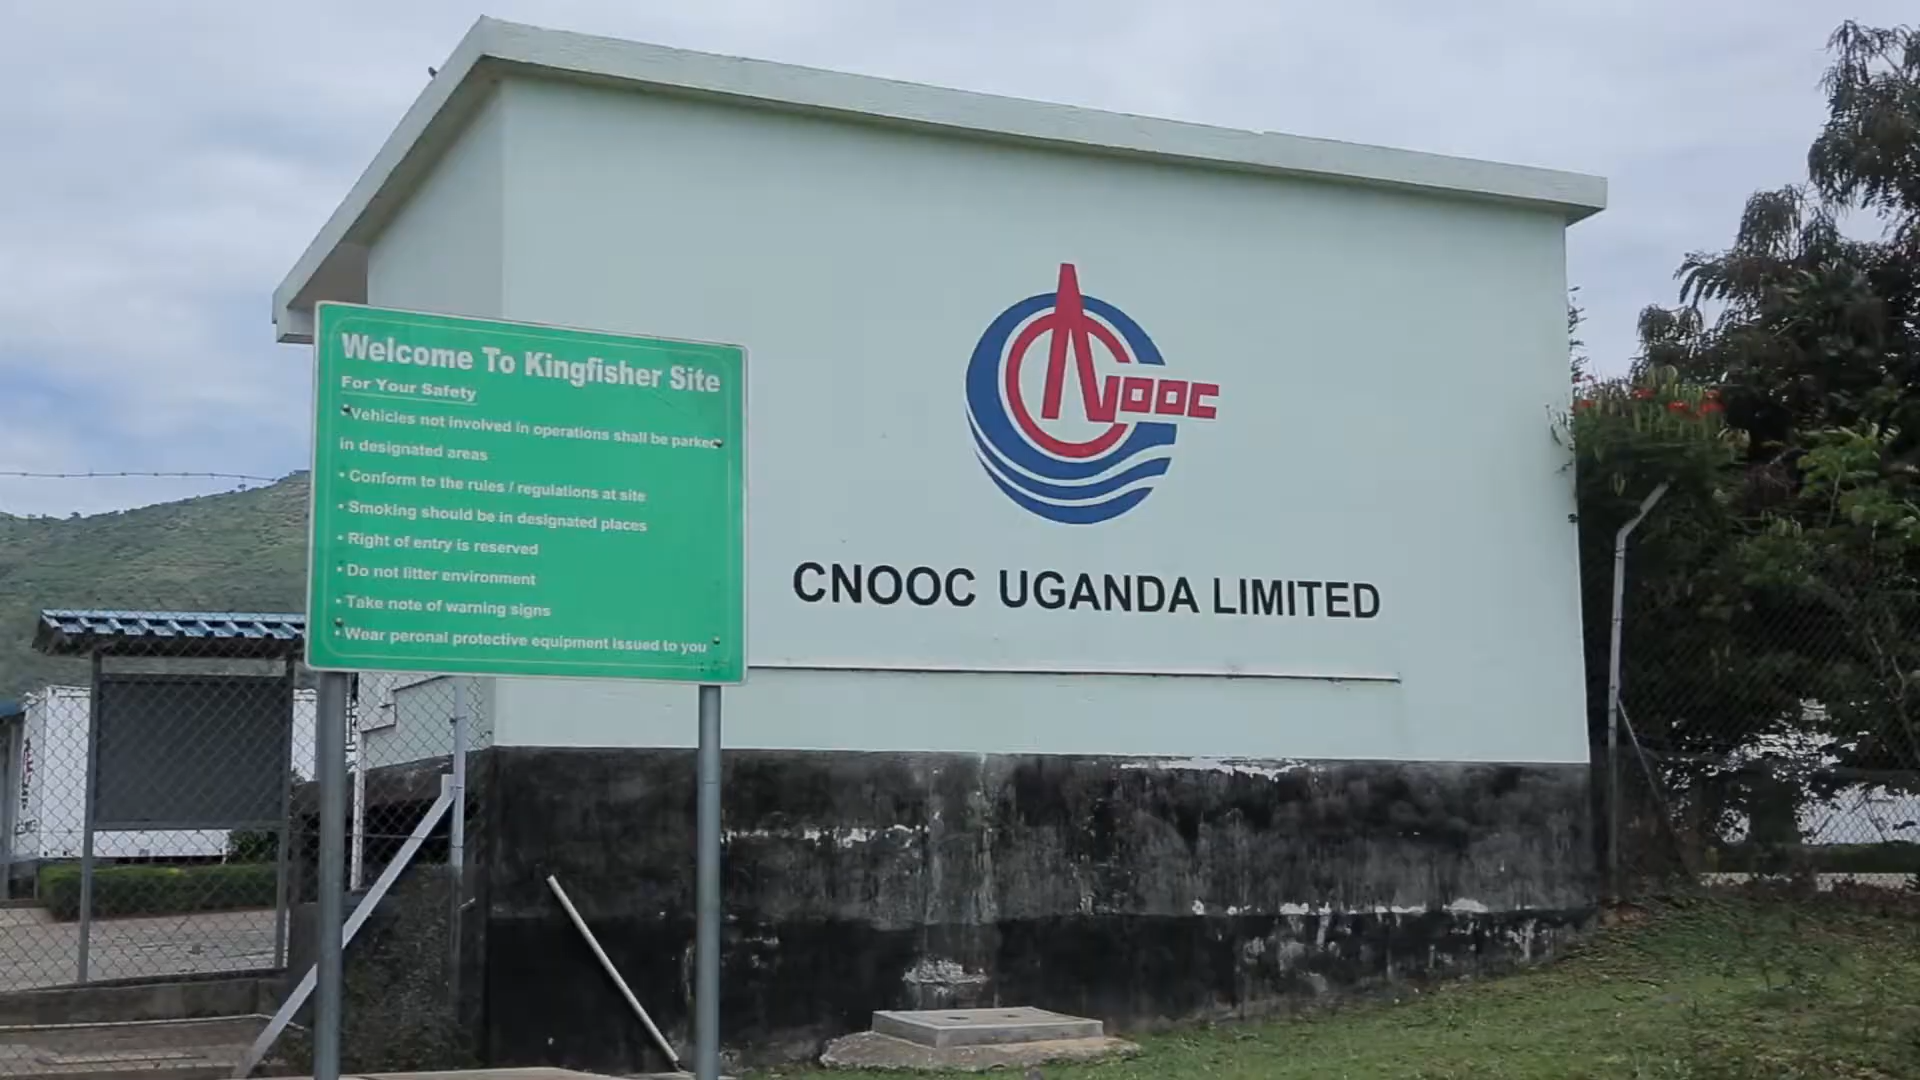 Welcome To Kingfisher Site
For Your Safety
•Vehicles not involved in operations shall be parked
in designated areas
• Conform to the rules / regulations at site
• Smoking should be in designated places
• Right of entry is reserved
• Do not litter environment
• Take note of warning signs
• Wear peronal protective equipment issued to you
CNOOC
CNOOC UGANDA LIMITED